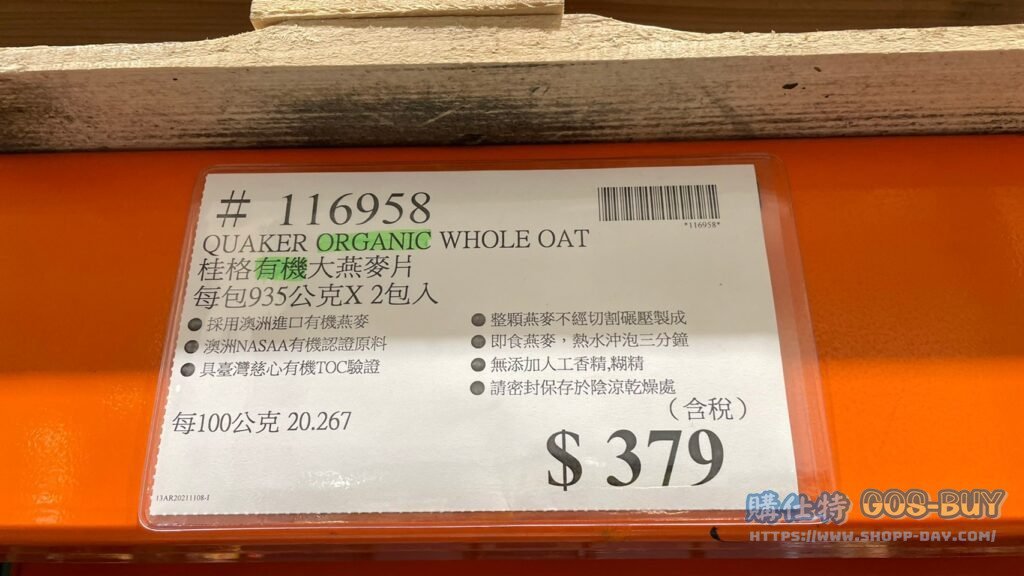 # 116958
*116958*
QUAKER ORGANIC WHOLE OAT
桂格有機大燕麥片
每包935公克X 2包入
●採用澳洲進口有機燕麥
●澳洲NASAA有機認證原料
●具臺灣慈心有機TOC驗證
●整顆燕麥不經切割碾壓製成
●即食燕麥，熱水沖泡三分鐘
●無添加人工香精,糊精
●請密封保存於陰涼乾燥處
每100公克 20.267
（含稅）
$ 379
13AR20211108-1
購仕特 GOS-BUY
HTTPS://WWW.SHOPP-DAY.COM/